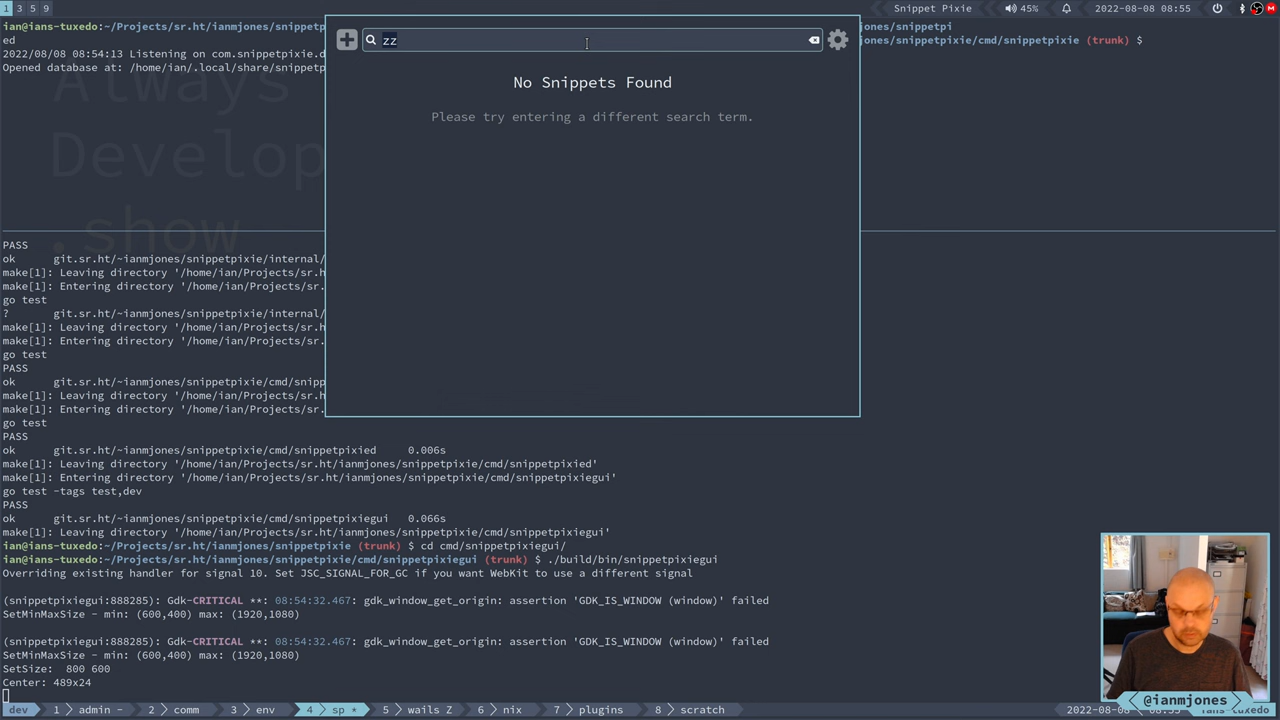 1 3 5 9
Snippet Pixie
45%
2022-08-08 08:55
ian@ians-tuxedo:~/Projects/sr.ht/ianmjon
mjones/snippetpi
ed
jones/snippetpixie/cmd/snippetpixie (trunk) $
2022/08/08 08:54:13 Listening on com.snippetpixie.d
Opened database at: /home/ian/.local/share/snippetp
Always
Develop
.show
zz
No Snippets Found
Please try entering a different search term.
PASS
ok git.sr.ht/~ianmjones/snippetpixie/internal/
make[1]: Leaving directory '/home/ian/Projects/sr.h
make[1]: Entering directory '/home/ian/Projects/sr.
go test
? git.sr.ht/~ianmjones/snippetpixie/internal/
make[1]: Leaving directory '/home/ian/Projects/sr.h
make[1]: Entering directory '/home/ian/Projects/sr.
go test
PASS
ok git.sr.ht/~ianmjones/snippetpixie/cmd/snipp
make[1]: Leaving directory '/home/ian/Projects/sr.h
make[1]: Entering directory '/home/ian/Projects/sr.
go test
PASS
ok git.sr.ht/~ianmjones/snippetpixie/cmd/snippetpixied 0.006s
make[1]: Leaving directory '/home/ian/Projects/sr.ht/ianmjones/snippetpixie/cmd/snippetpixied'
make[1]: Entering directory '/home/ian/Projects/sr.ht/ianmjones/snippetpixie/cmd/snippetpixiegui'
go test -tags test,dev
PASS
ok git.sr.ht/~ianmjones/snippetpixie/cmd/snippetpixiegui 0.066s
make[1]: Leaving directory '/home/ian/Projects/sr.ht/ianmjones/snippetpixie/cmd/snippetpixiegui'
ian@ians-tuxedo:~/Projects/sr.ht/ianmjones/snippetpixie (trunk) $ cd cmd/snippetpixiegui/
ian@ians-tuxedo:~/Projects/sr.ht/ianmjones/snippetpixie/cmd/snippetpixiegui (trunk) $ ./build/bin/snippetpixiegui
Overriding existing handler for signal 10. Set JSC_SIGNAL_FOR_GC if you want WebKit to use a different signal
(snippetpixiegui:888285): Gdk-CRITICAL **: 08:54:32.467: gdk_window_get_origin: assertion 'GDK_IS_WINDOW (window)' failed
SetMinMaxSize - min: (600,400) max: (1920,1080)
(snippetpixiegui:888285): Gdk-CRITICAL **: 08:54:32.467: gdk_window_get_origin: assertion 'GDK_IS_WINDOW (window)' failed
SetMinMaxSize - min: (600,400) max: (1920,1080)
SetSize: 800 600
Center: 489x24
@ianmjones
dev 1 admin - 2 comm 3 env 4 sp * 5 wails Z 6 nix 7 plugins 8 scratch